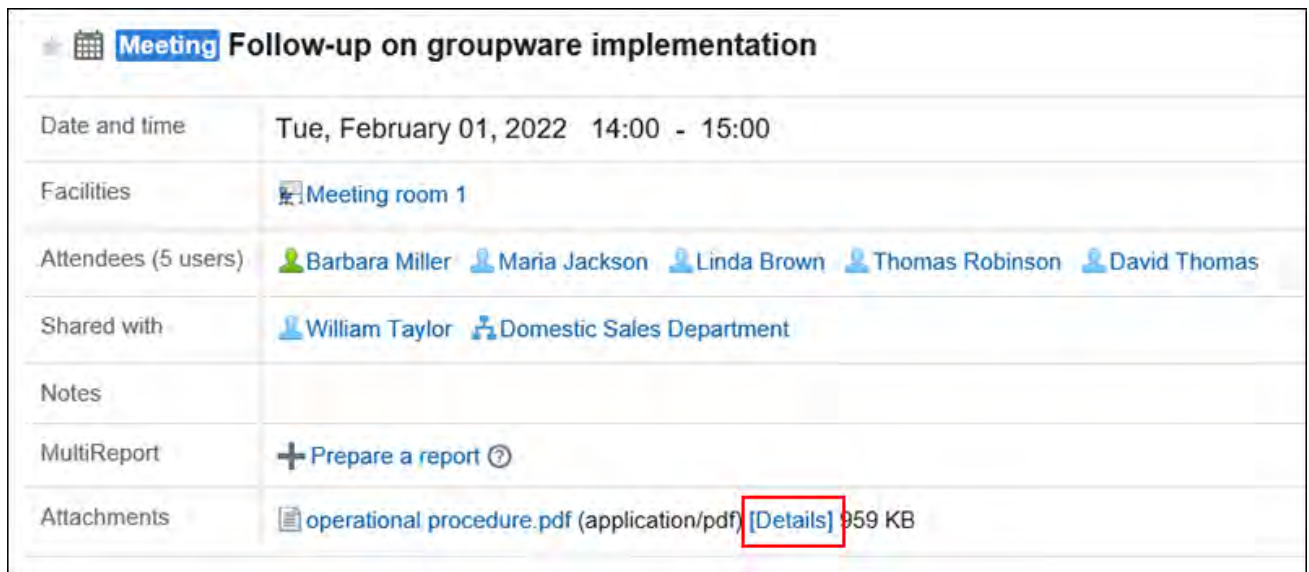 Meeting Follow-up on groupware implementation
Date and time Tue, February 01, 2022 14:00 - 15:00
Facilities Meeting room 1
Attendees (5 users) Barbara Miller Maria Jackson Linda Brown Thomas Robinson David Thomas
Shared with William Taylor Domestic Sales Department
Notes
MultiReport Prepare a report ?
Attachments operational procedure.pdf (application/pdf) [Details] 959 KB